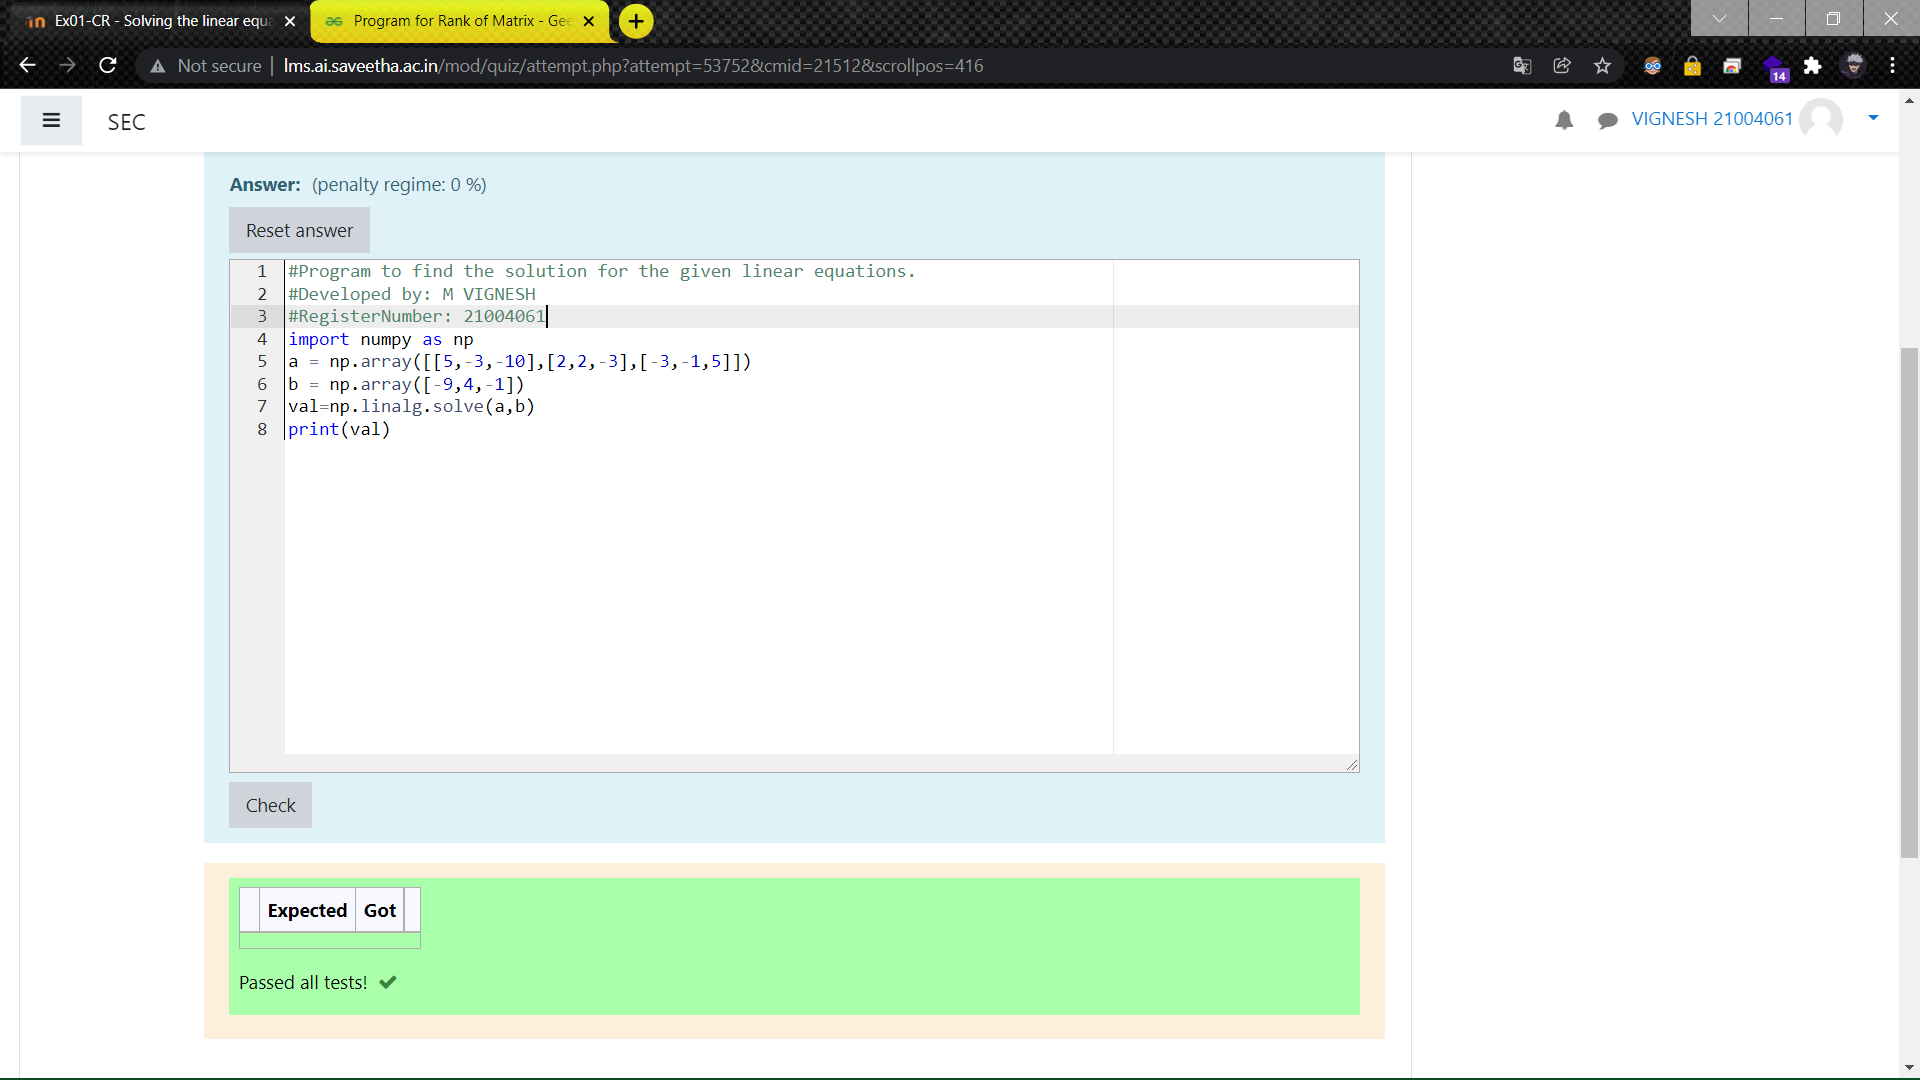 Ex01-CR - Solving the linear equa
Program for Rank of Matrix - Gee
Not secure
lms.ai.saveetha.ac.in/mod/quiz/attempt.php?attempt=53752&cmid=21512&scrollpos=416
14
SEC
VIGNESH 21004061
Answer: (penalty regime: 0 %)
Reset answer
1 #Program to find the solution for the given linear equations.
2 #Developed by: M VIGNESH
3 #RegisterNumber: 21004061
4 import numpy as np
5 a = np.array([[5,-3,-10],[2,2,-3],[-3,-1,5]])
6 b = np.array([-9,4,-1])
7 val=np.linalg.solve(a,b)
8 print(val)
Check
Expected Got
Passed all tests!